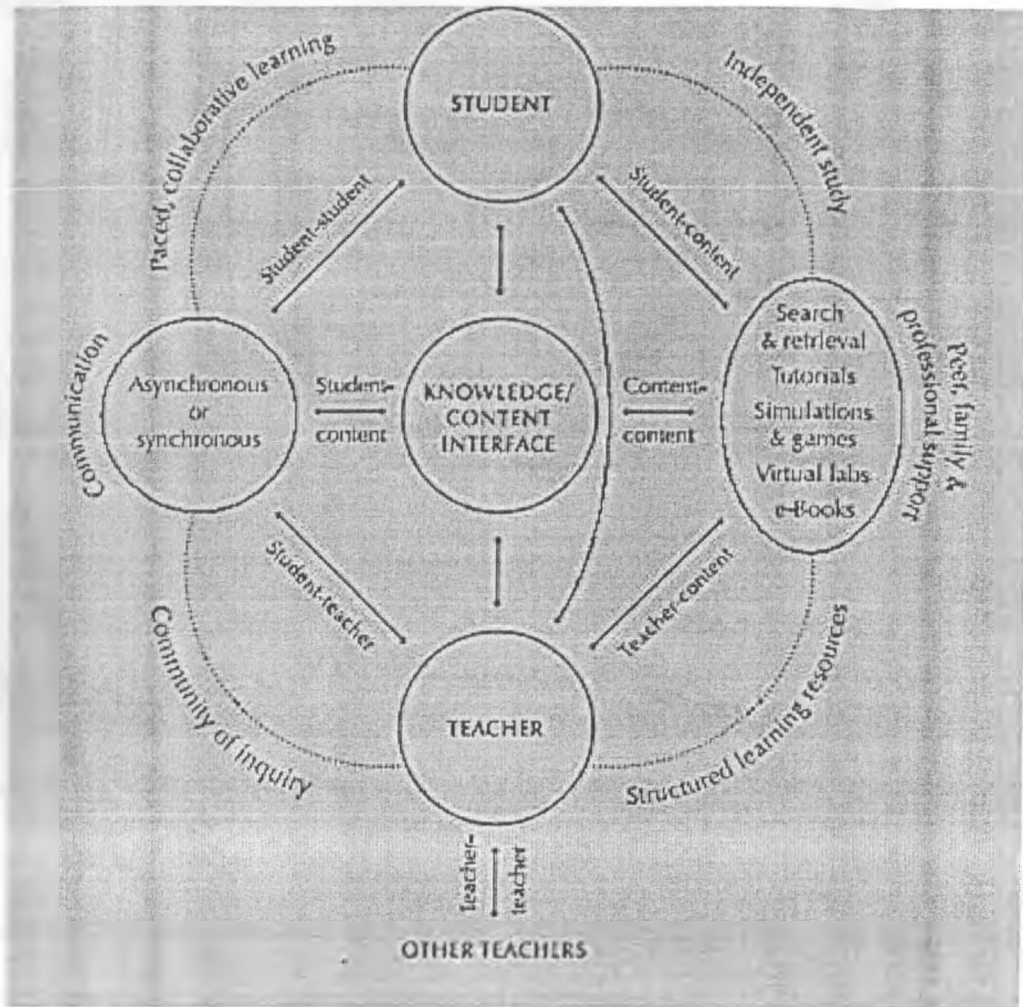 Paced, collaborative learning
Independent study
STUDENT
Student-student
Student-content
Communication
Asynchronous
or
synchronous
Student-
content
KNOWLEDGE/
CONTENT
INTERFACE
Content-
content
Search
& retrieval
Tutorials
Simulations
& games
Virtual labs
e-Books
Peer, family &
professional support
Student-teacher
Teacher-content
Community of inquiry
TEACHER
Structured learning resources
Teacher-
teacher
OTHER TEACHERS